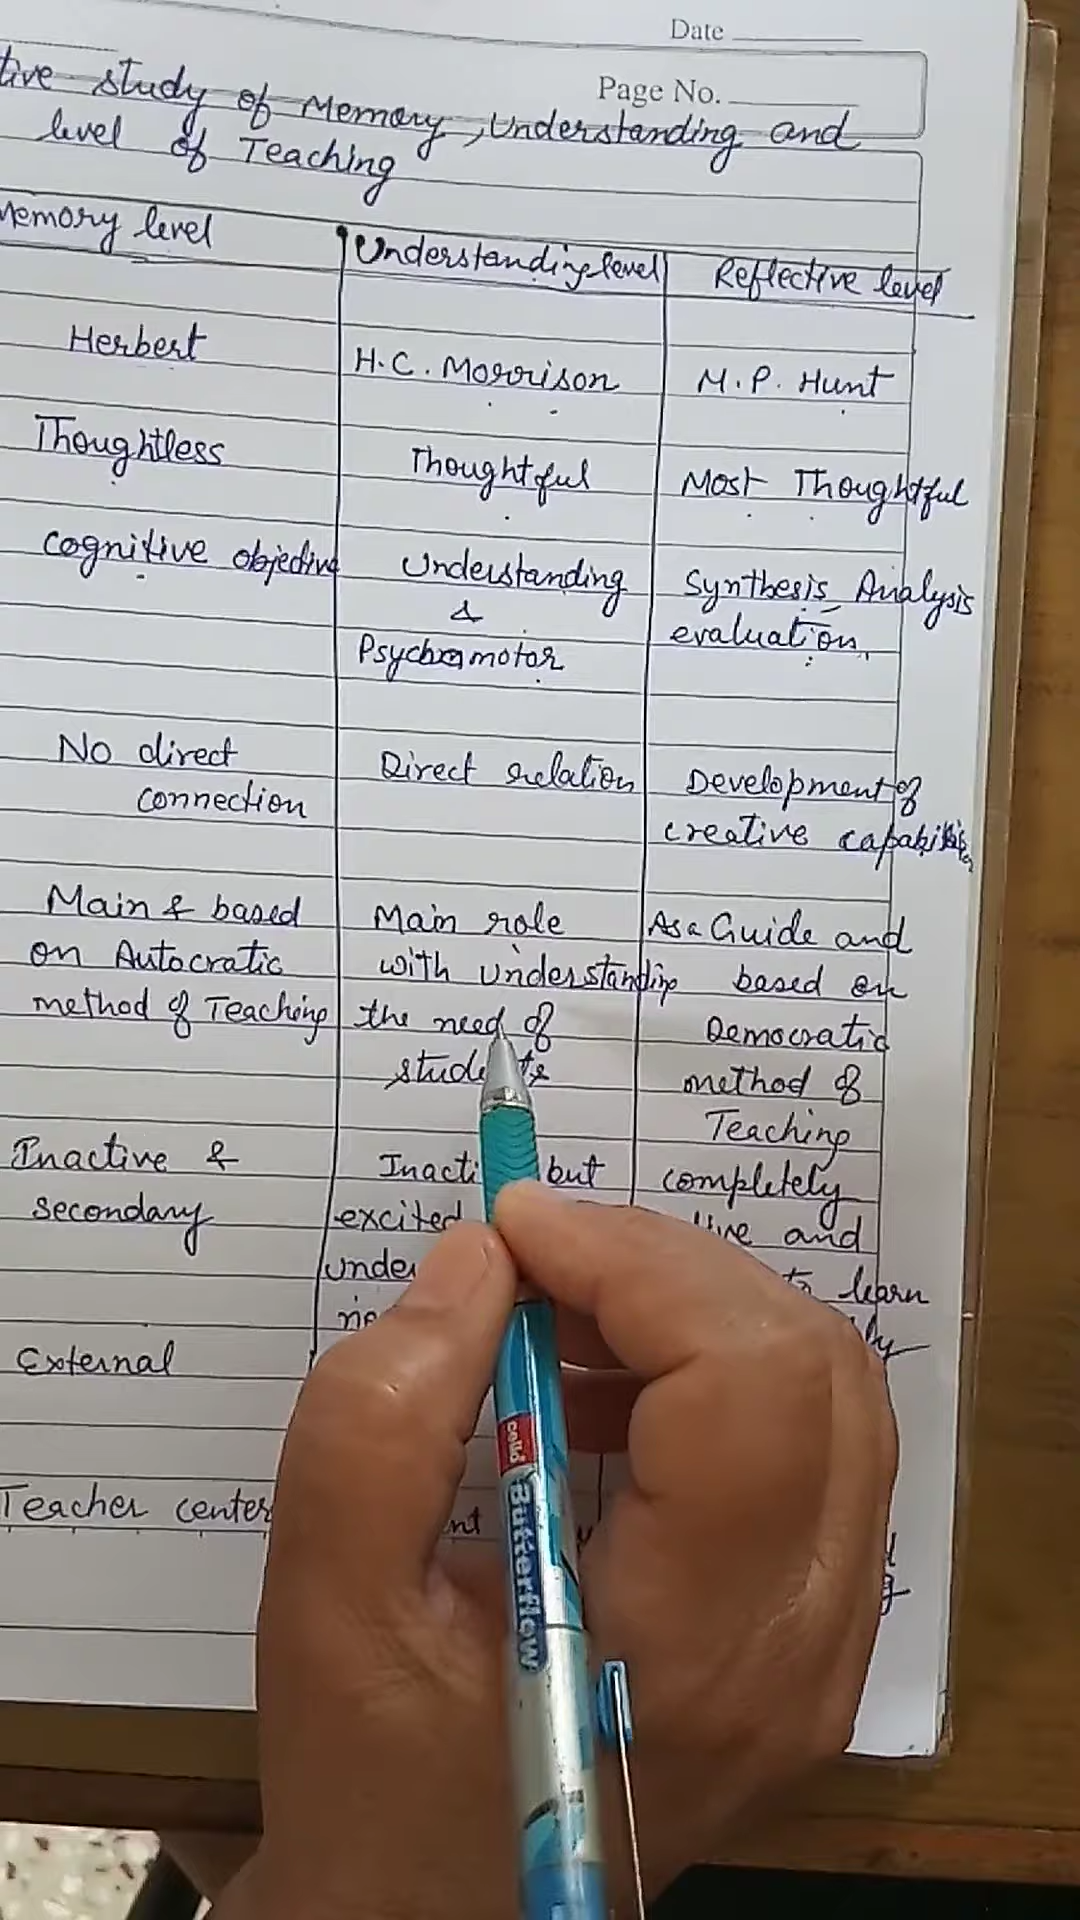 Date
Page No.
tive study of Memory, Understanding and
level of Teaching
Memory level Understanding level Reflective level
Herbert H.C. Morrison M.P. Hunt
Thoughtless Thoughtful Most Thoughtful
cognitive objective Understanding Synthesis, Analysis
& evaluation
Psychomotor
No direct Direct relation Development of
connection creative
Main & based Main role As a Guide and
on Autocratic with understanding based on
method of Teaching the need of Democratic
students method of
Teaching
Inactive & but completely
secondary excited and
learn
External
Teacher center
cello
Butterflow